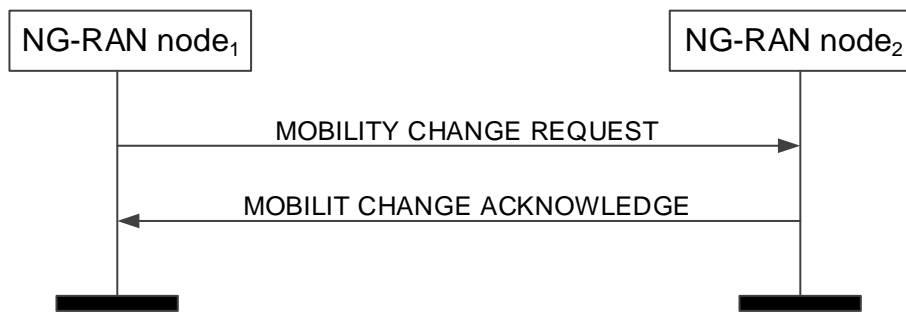 NG-RAN node₁
NG-RAN node₂
MOBILITY CHANGE REQUEST
MOBILIT CHANGE ACKNOWLEDGE